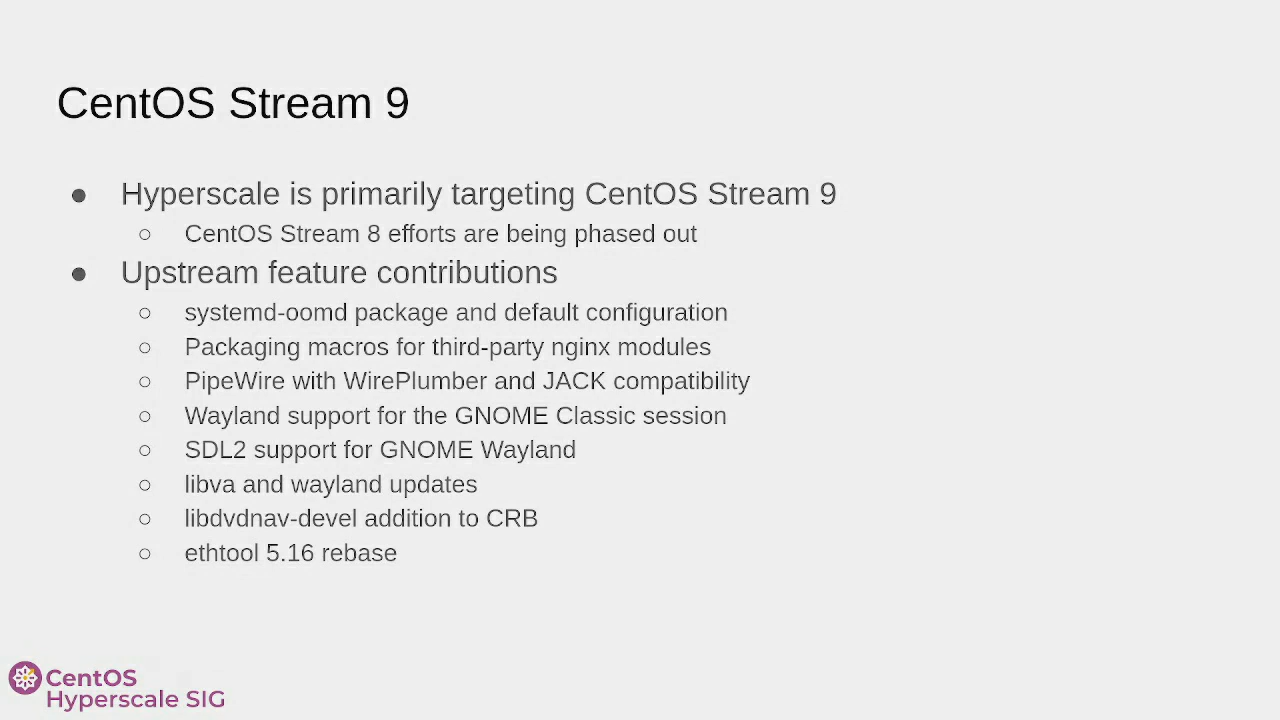 CentOS Stream 9
● Hyperscale is primarily targeting CentOS Stream 9
○ CentOS Stream 8 efforts are being phased out
● Upstream feature contributions
○ systemd-oomd package and default configuration
○ Packaging macros for third-party nginx modules
○ PipeWire with WirePlumber and JACK compatibility
○ Wayland support for the GNOME Classic session
○ SDL2 support for GNOME Wayland
○ libva and wayland updates
○ libdvdnav-devel addition to CRB
○ ethtool 5.16 rebase
CentOS
Hyperscale SIG